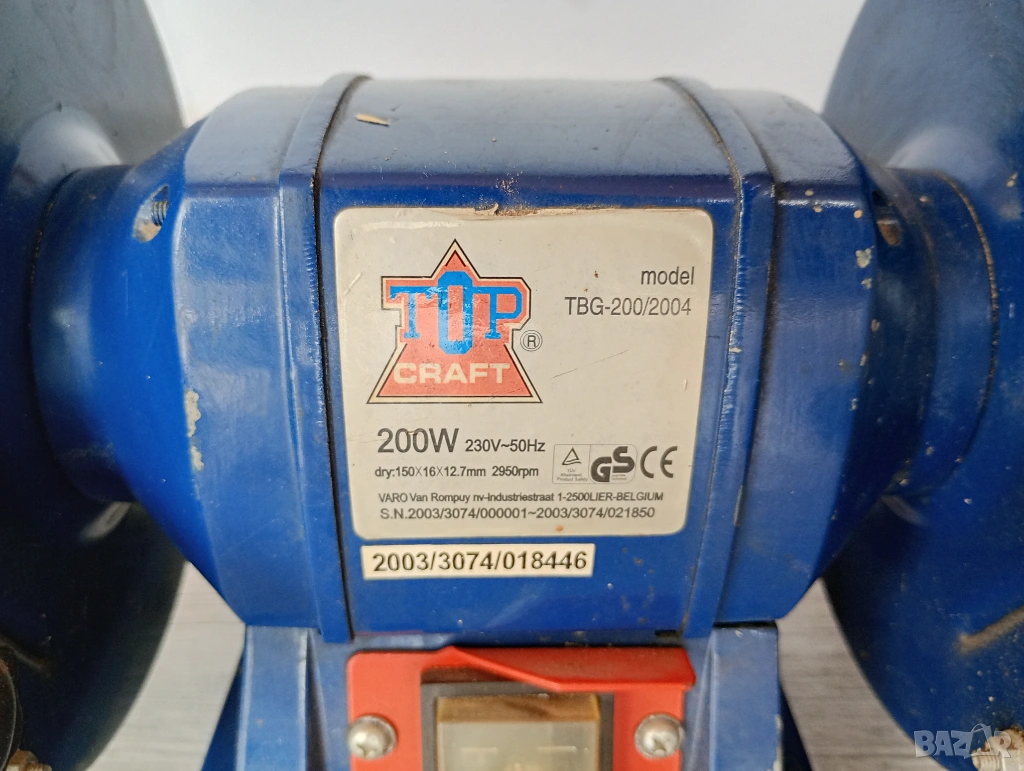 TOP
CRAFT
®
model
TBG-200/2004
200W 230V~50Hz
dry:150X16X12.7mm 2950rpm
GS CE
VARO Van Rompuy nv-Industriestraat 1-2500LIER-BELGIUM
S.N.2003/3074/000001~2003/3074/021850
2003/3074/018446
BAZAR